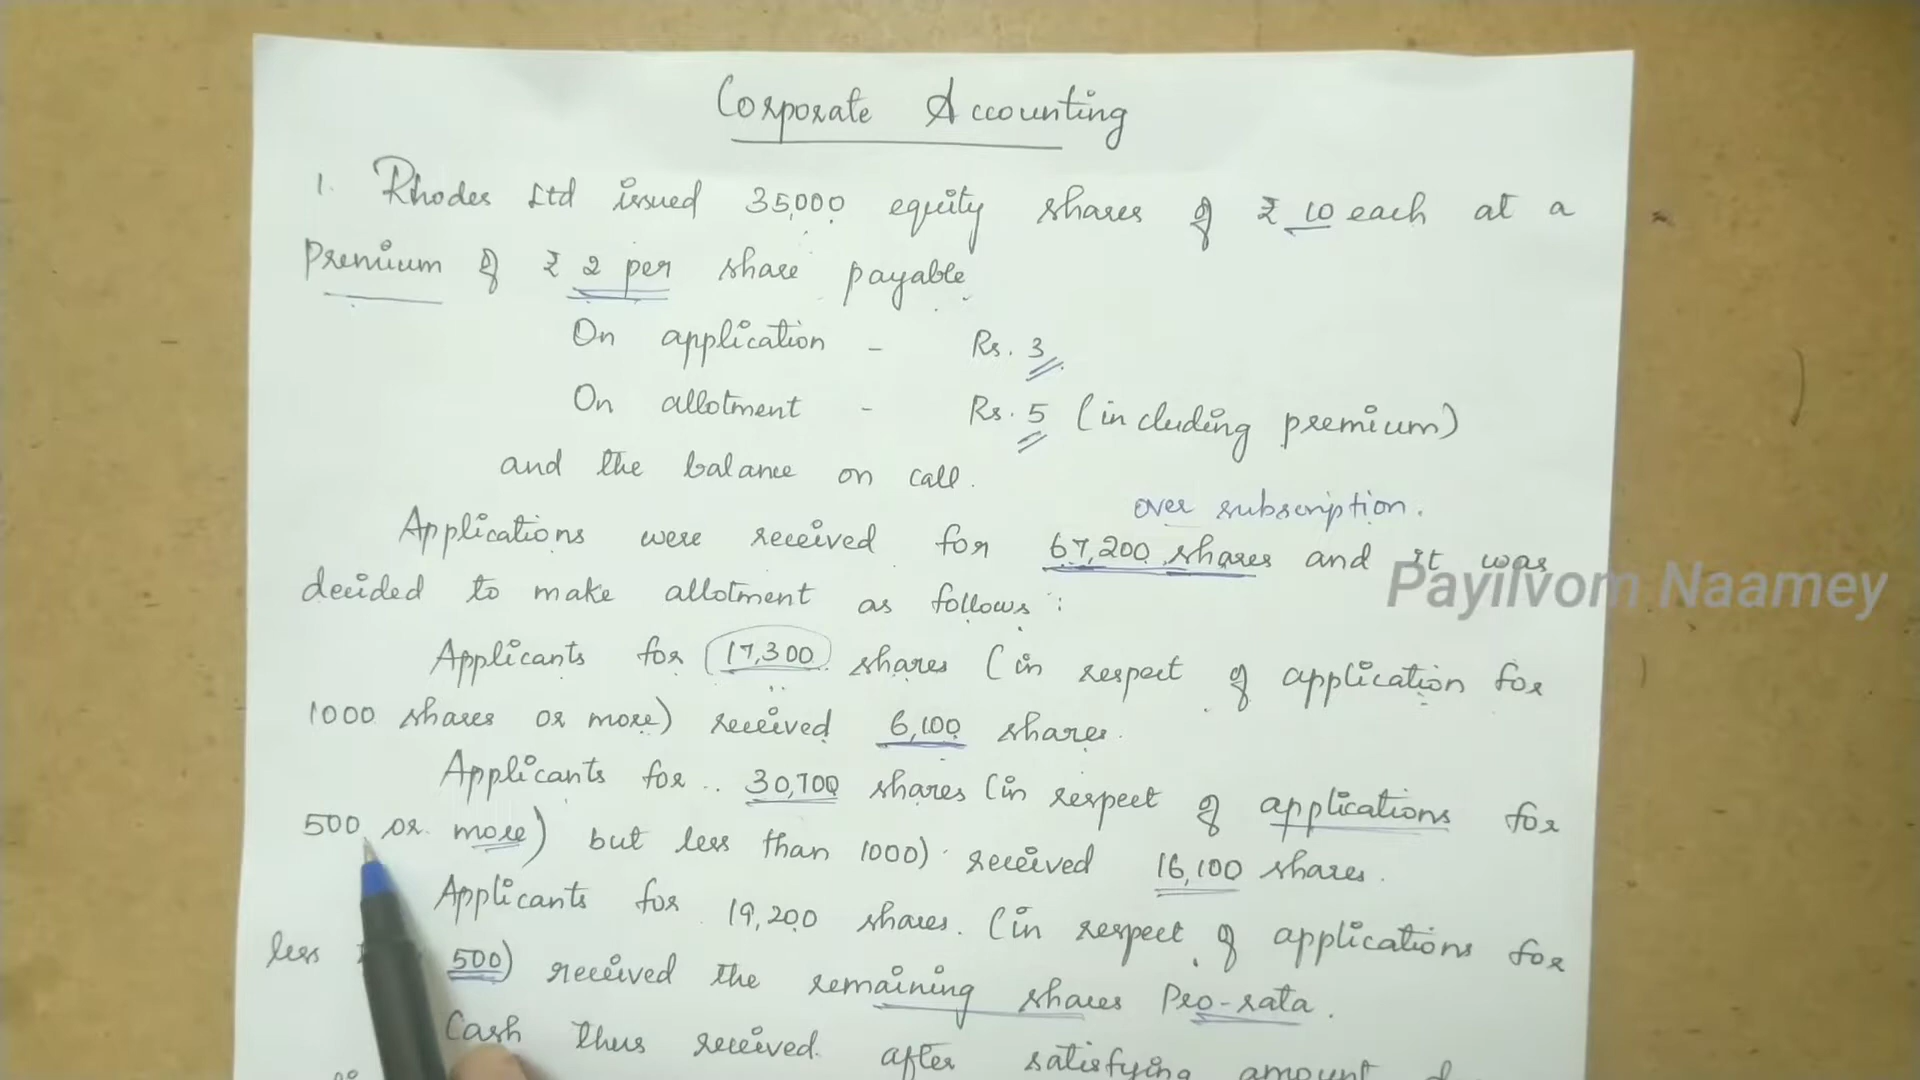 Corporate Accounting
1. Rhodes Ltd issued 35,000 equity shares of ₹ 10 each at a
Premium of ₹ 2 per share payable
On application - Rs. 3
On allotment - Rs. 5 (including premium)
and the balance on call.
over subscription.
Applications were received for 67,200 shares and it was
decided to make allotment as follows :
Applicants for 17,300 shares (in respect of application for
1000 shares or more) received 6,100 shares.
Applicants for .. 30,700 shares (in respect of applications for
500 or more) but less than 1000) received 16,100 shares.
Applicants for 19,200 shares. (in respect of applications for
less 500) received the remaining shares Pro-rata.
Cash thus received after satisfying amount
Payilvom Naamey